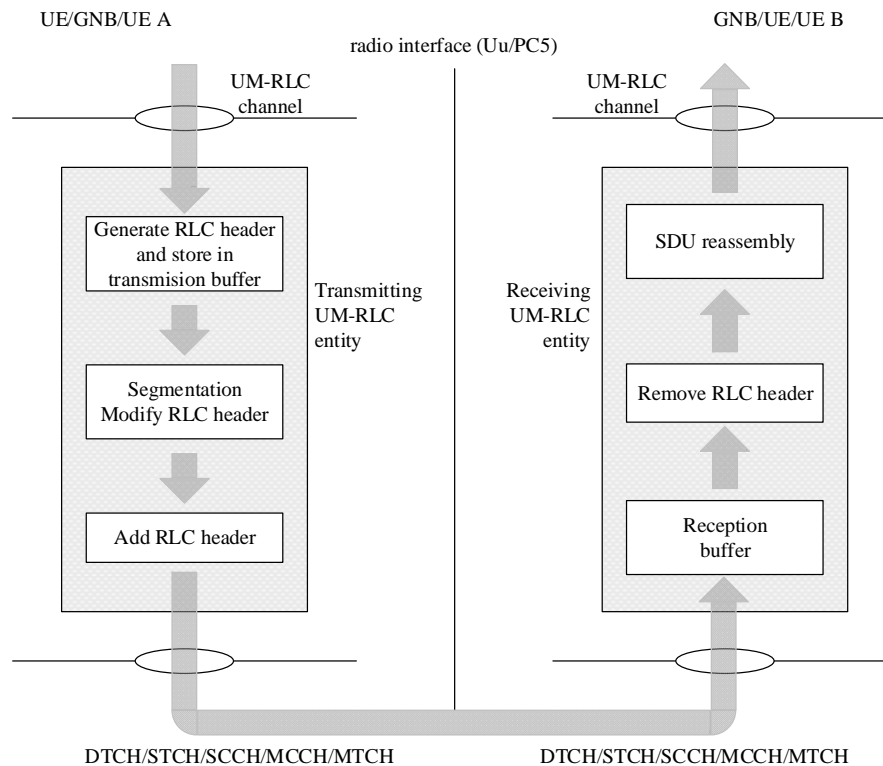 UE/GNB/UE A
GNB/UE/UE B
radio interface (Uu/PC5)
UM-RLC
channel
UM-RLC
channel
Generate RLC header
and store in
transmision buffer
Transmitting
UM-RLC
entity
Segmentation
Modify RLC header
Add RLC header
DTCH/STCH/SCCH/MCCH/MTCH
SDU reassembly
Receiving
UM-RLC
entity
Remove RLC header
Reception
buffer
DTCH/STCH/SCCH/MCCH/MTCH